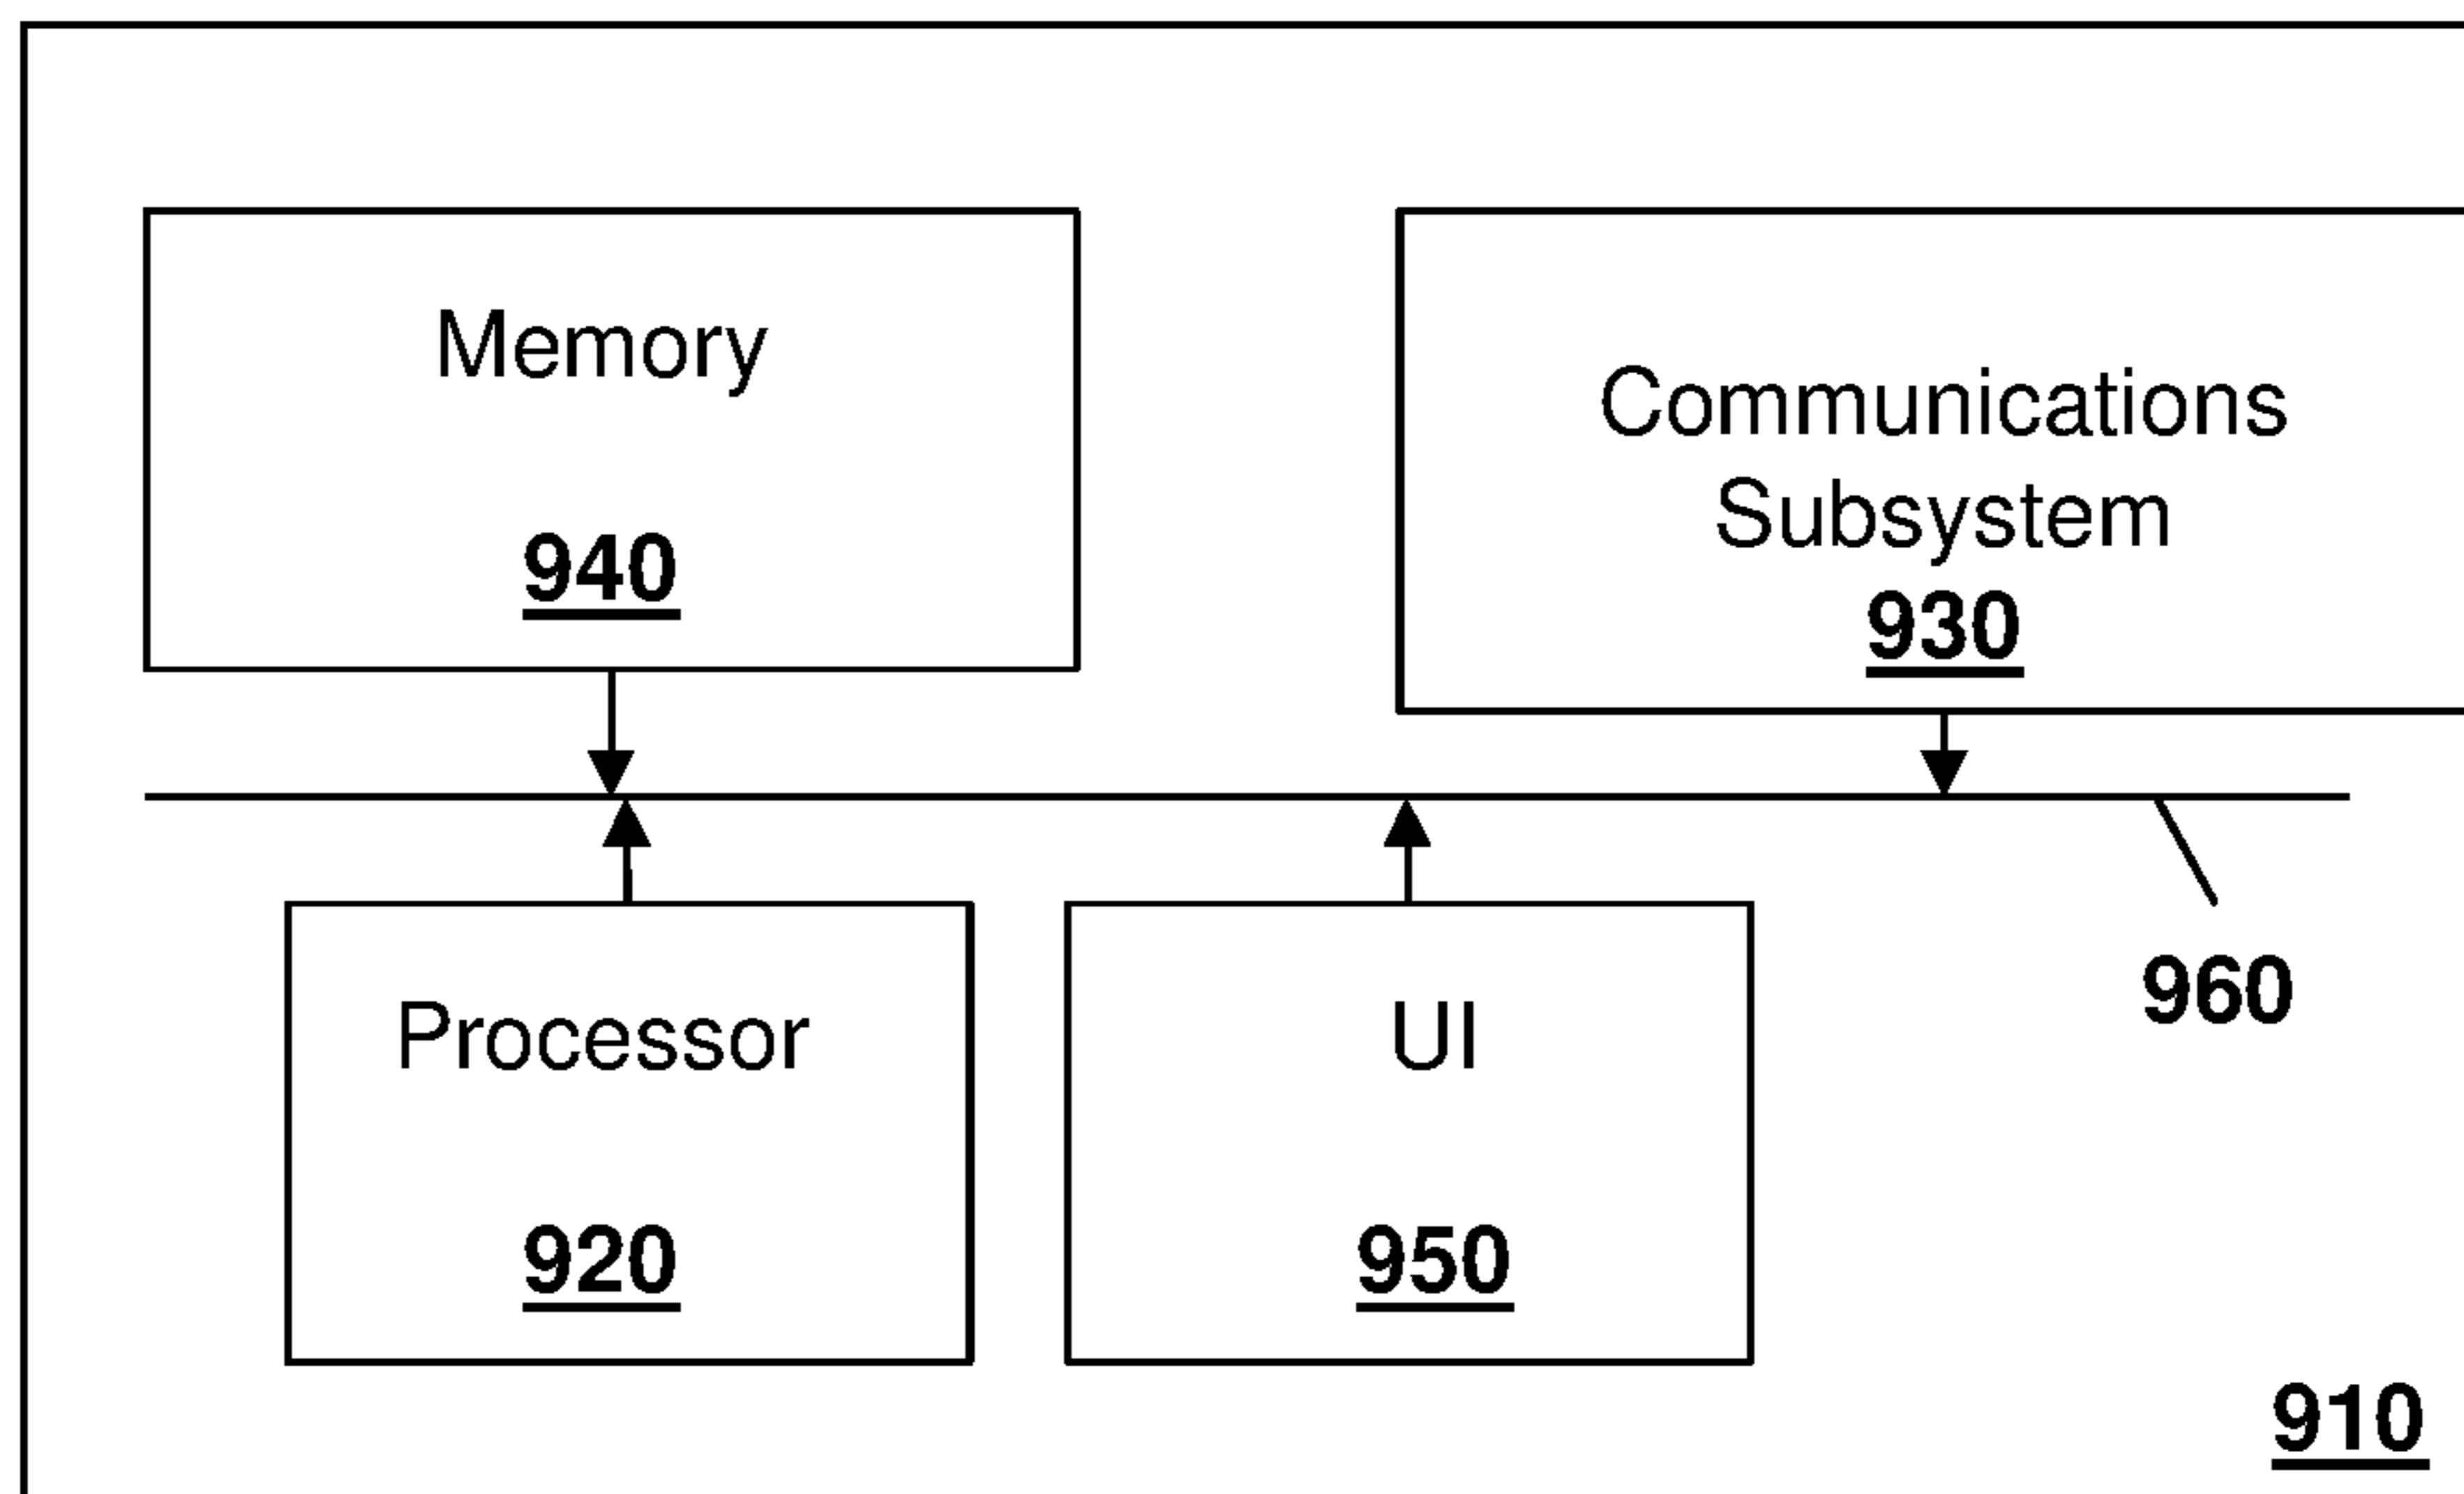 Memory
940
Communications
Subsystem
930
Processor
920
UI
950
960
910